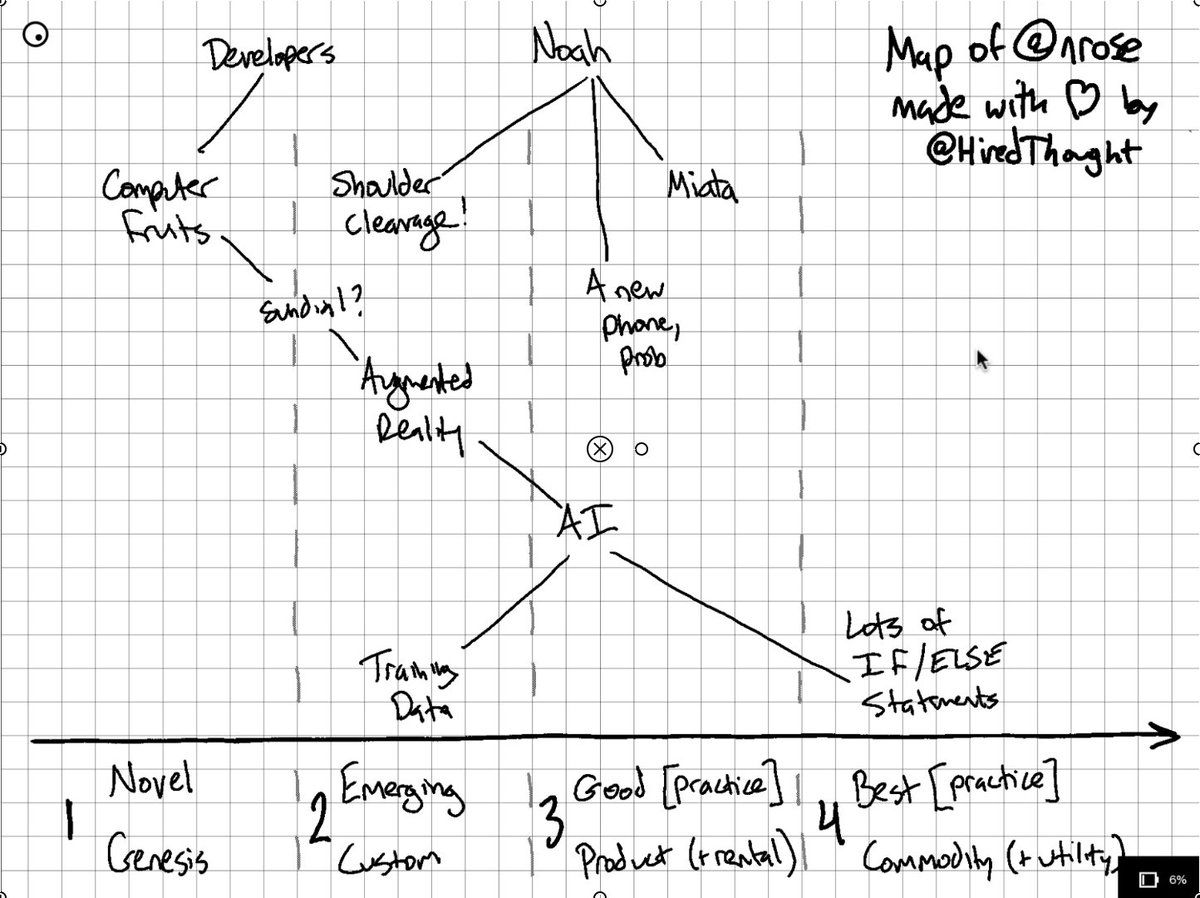 Developers
Noah
Map of @nrose
made with ♡ by
@HiredThought
Computer
Fruits
Shoulder
Cleavage!
Miata
Sundial?
A new
phone,
prob
Augmented
Reality
AI
Training
Data
Lots of
IF/ELSE
Statements
1 Novel
Genesis
2 Emerging
Custom
3 Good [practice]
Product (+rental)
4 Best [practice]
Commodity (+utility)
6%